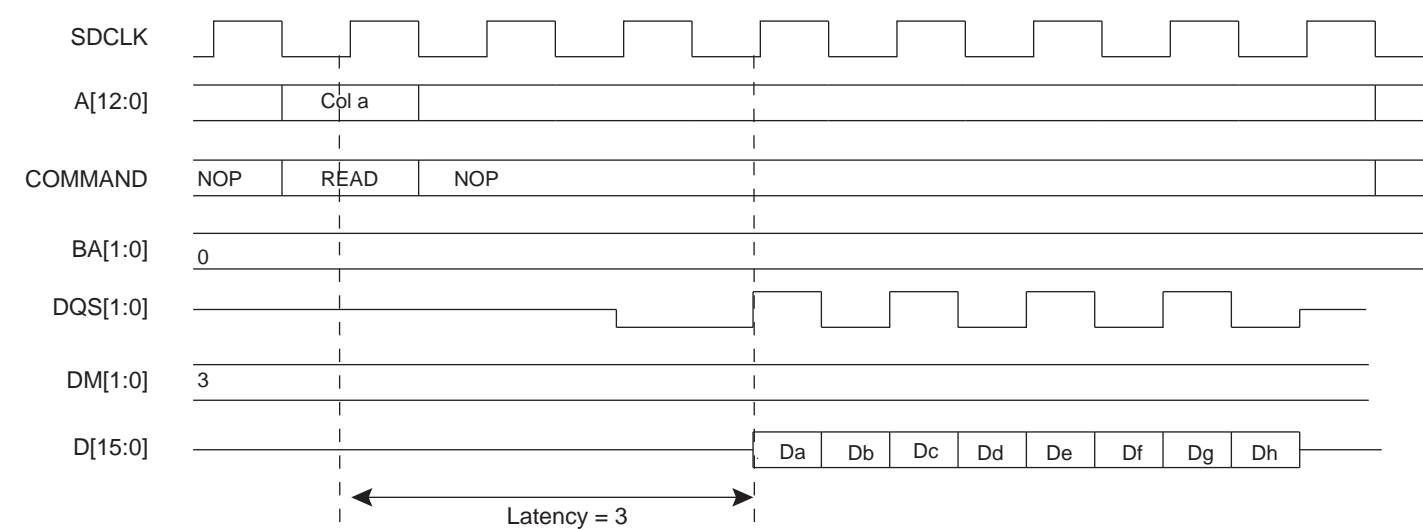 SDCLK
A[12:0] Col a
COMMAND NOP READ NOP
BA[1:0] 0
DQS[1:0]
DM[1:0] 3
D[15:0] Da Db Dc Dd De Df Dg Dh
Latency = 3